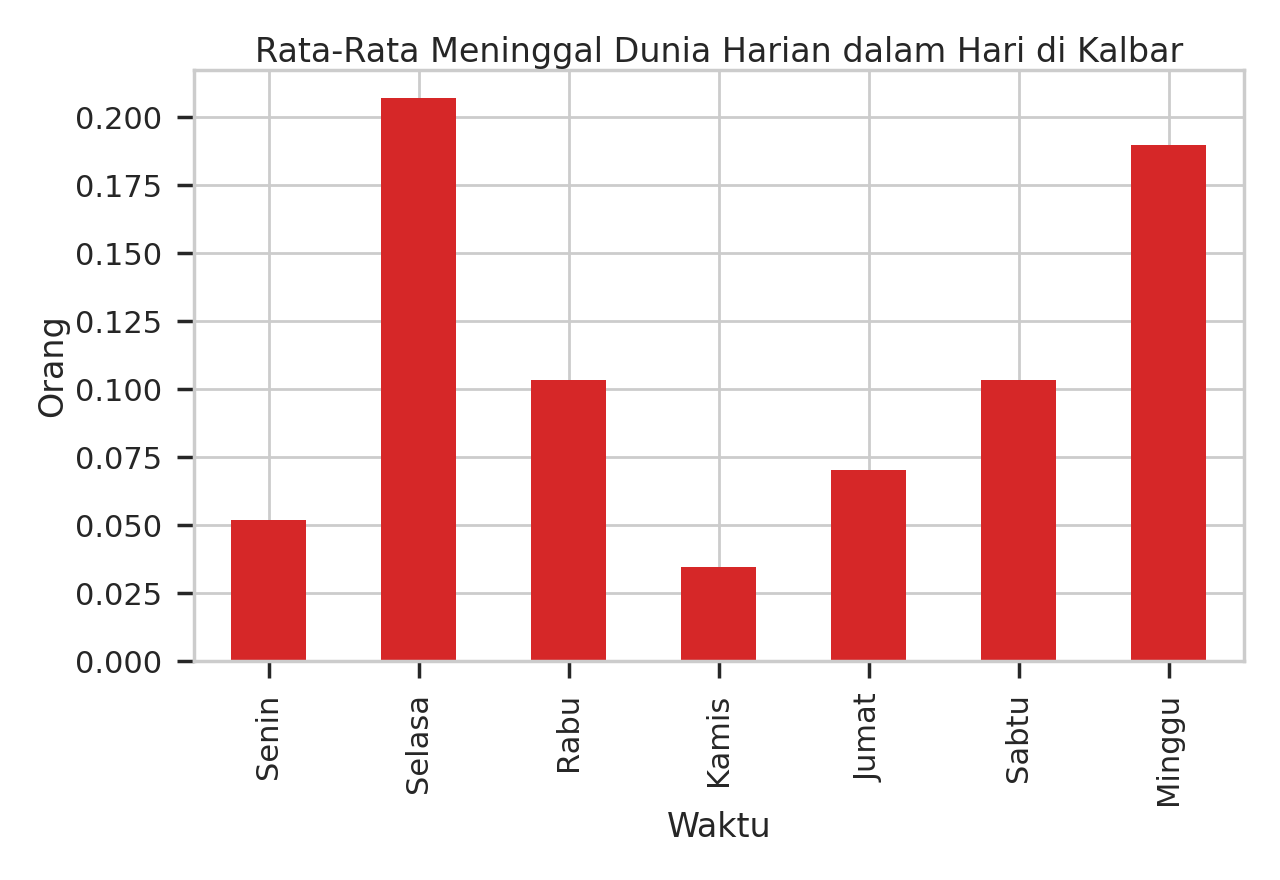 Rata-Rata Meninggal Dunia Harian dalam Hari di Kalbar
0.200
0.175
0.150
0.125
0.100
0.075
0.050
0.025
0.000
Orang
Senin
Selasa
Rabu
Kamis
Jumat
Sabtu
Minggu
Waktu